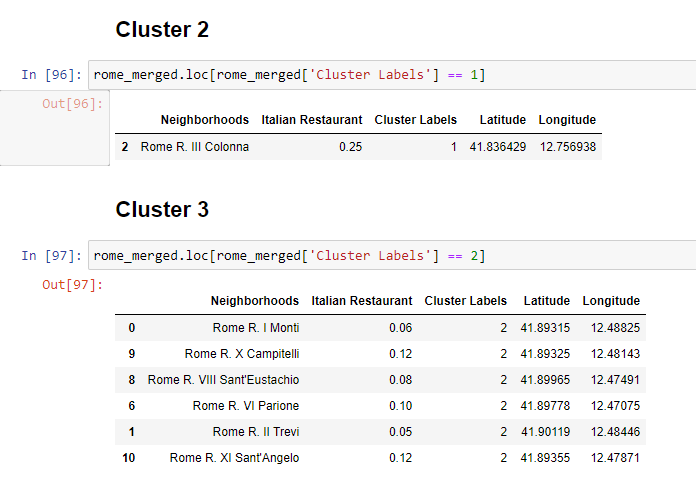 Cluster 2
In [96]: rome_merged.loc[rome_merged['Cluster Labels'] == 1]
Out[96]:
Neighborhoods Italian Restaurant Cluster Labels Latitude Longitude
2 Rome R. III Colonna 0.25 1 41.836429 12.756938
Cluster 3
In [97]: rome_merged.loc[rome_merged['Cluster Labels'] == 2]
Out[97]:
Neighborhoods Italian Restaurant Cluster Labels Latitude Longitude
0 Rome R. I Monti 0.06 2 41.89315 12.48825
9 Rome R. X Campitelli 0.12 2 41.89325 12.48143
8 Rome R. VIII Sant'Eustachio 0.08 2 41.89965 12.47491
6 Rome R. VI Parione 0.10 2 41.89778 12.47075
1 Rome R. II Trevi 0.05 2 41.90119 12.48446
10 Rome R. XI Sant'Angelo 0.12 2 41.89355 12.47871